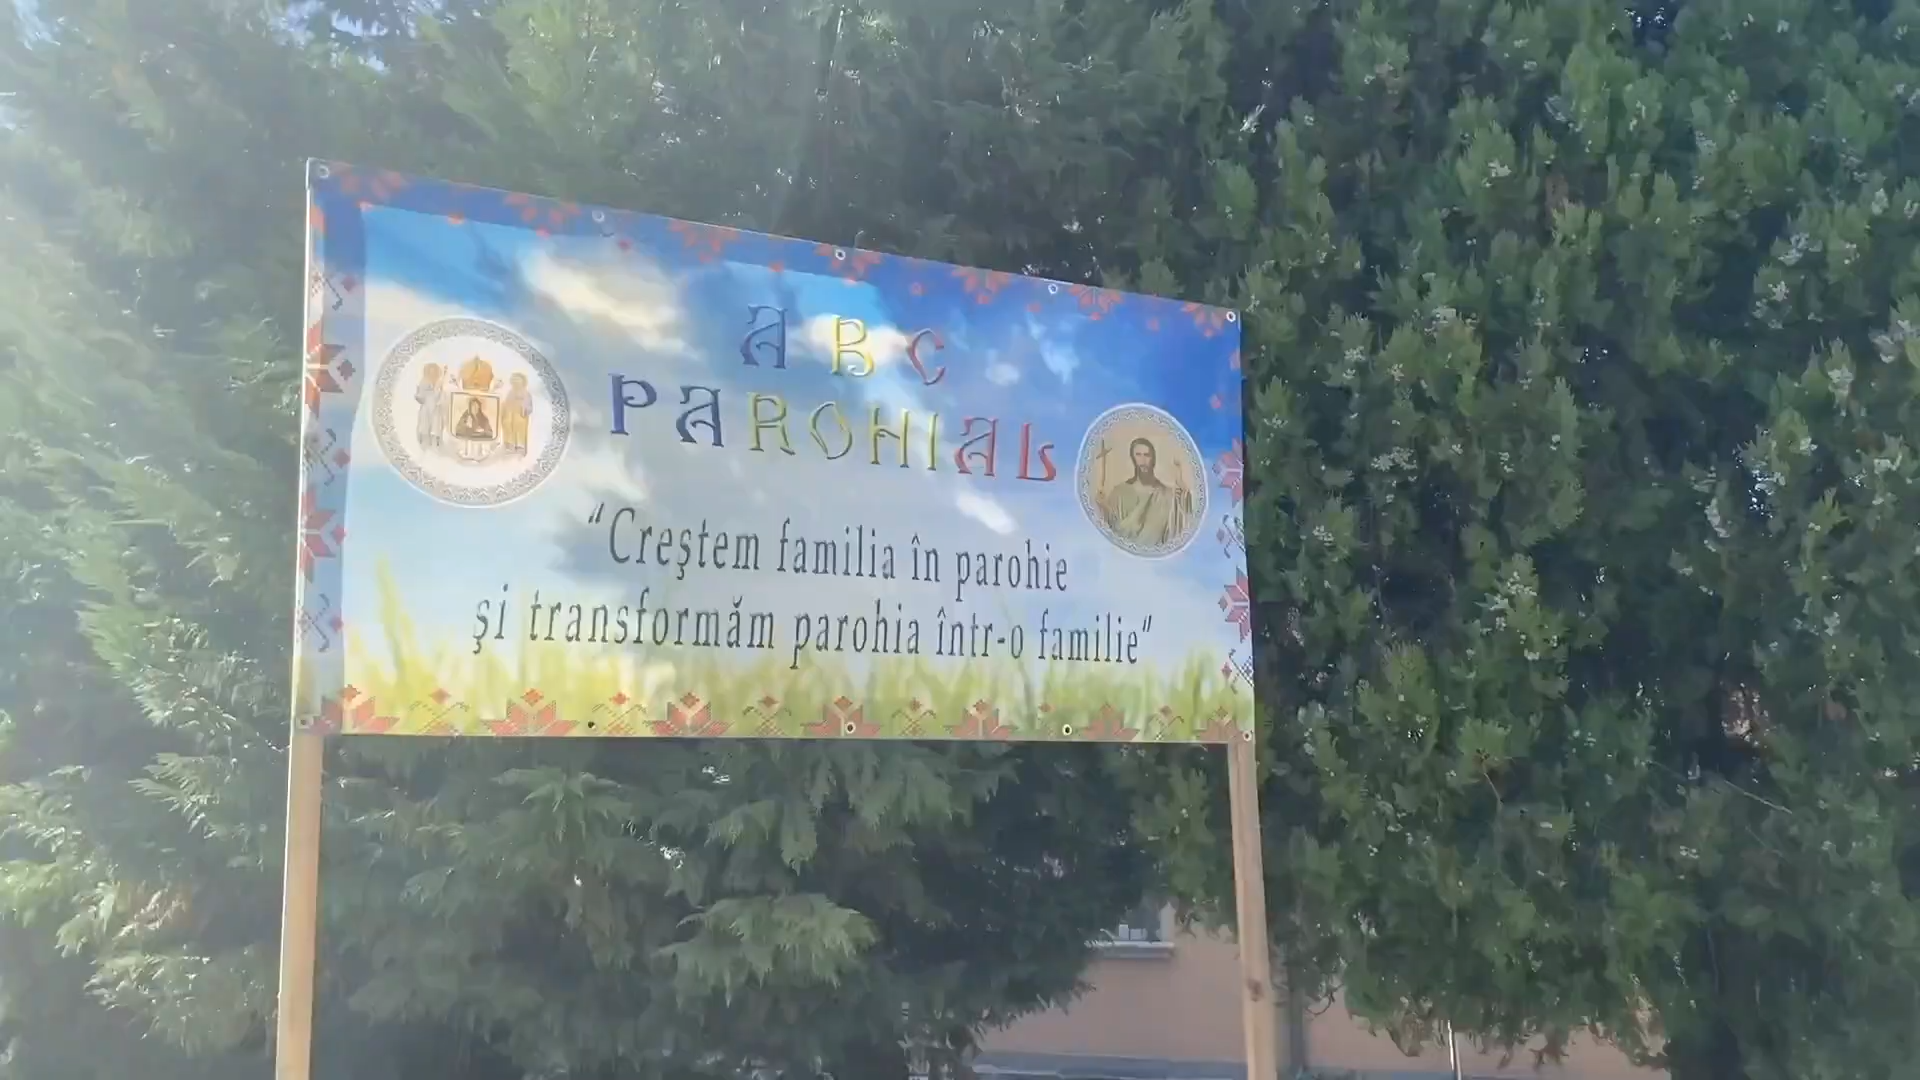 ABC
PAROHIAL
“Creştem familia în parohie
şi transformăm parohia într-o familie”